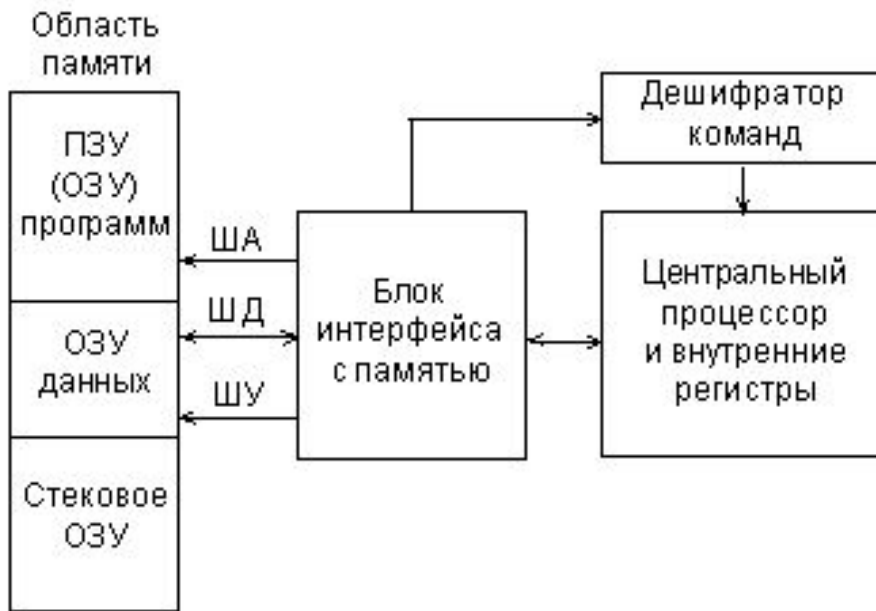 Область
памяти
ПЗУ
(ОЗУ)
программ
ОЗУ
данных
Стековое
ОЗУ
ША
ШД
ШУ
Блок
интерфейса
с памятью
Дешифратор
команд
Центральный
процессор
и внутренние
регистры